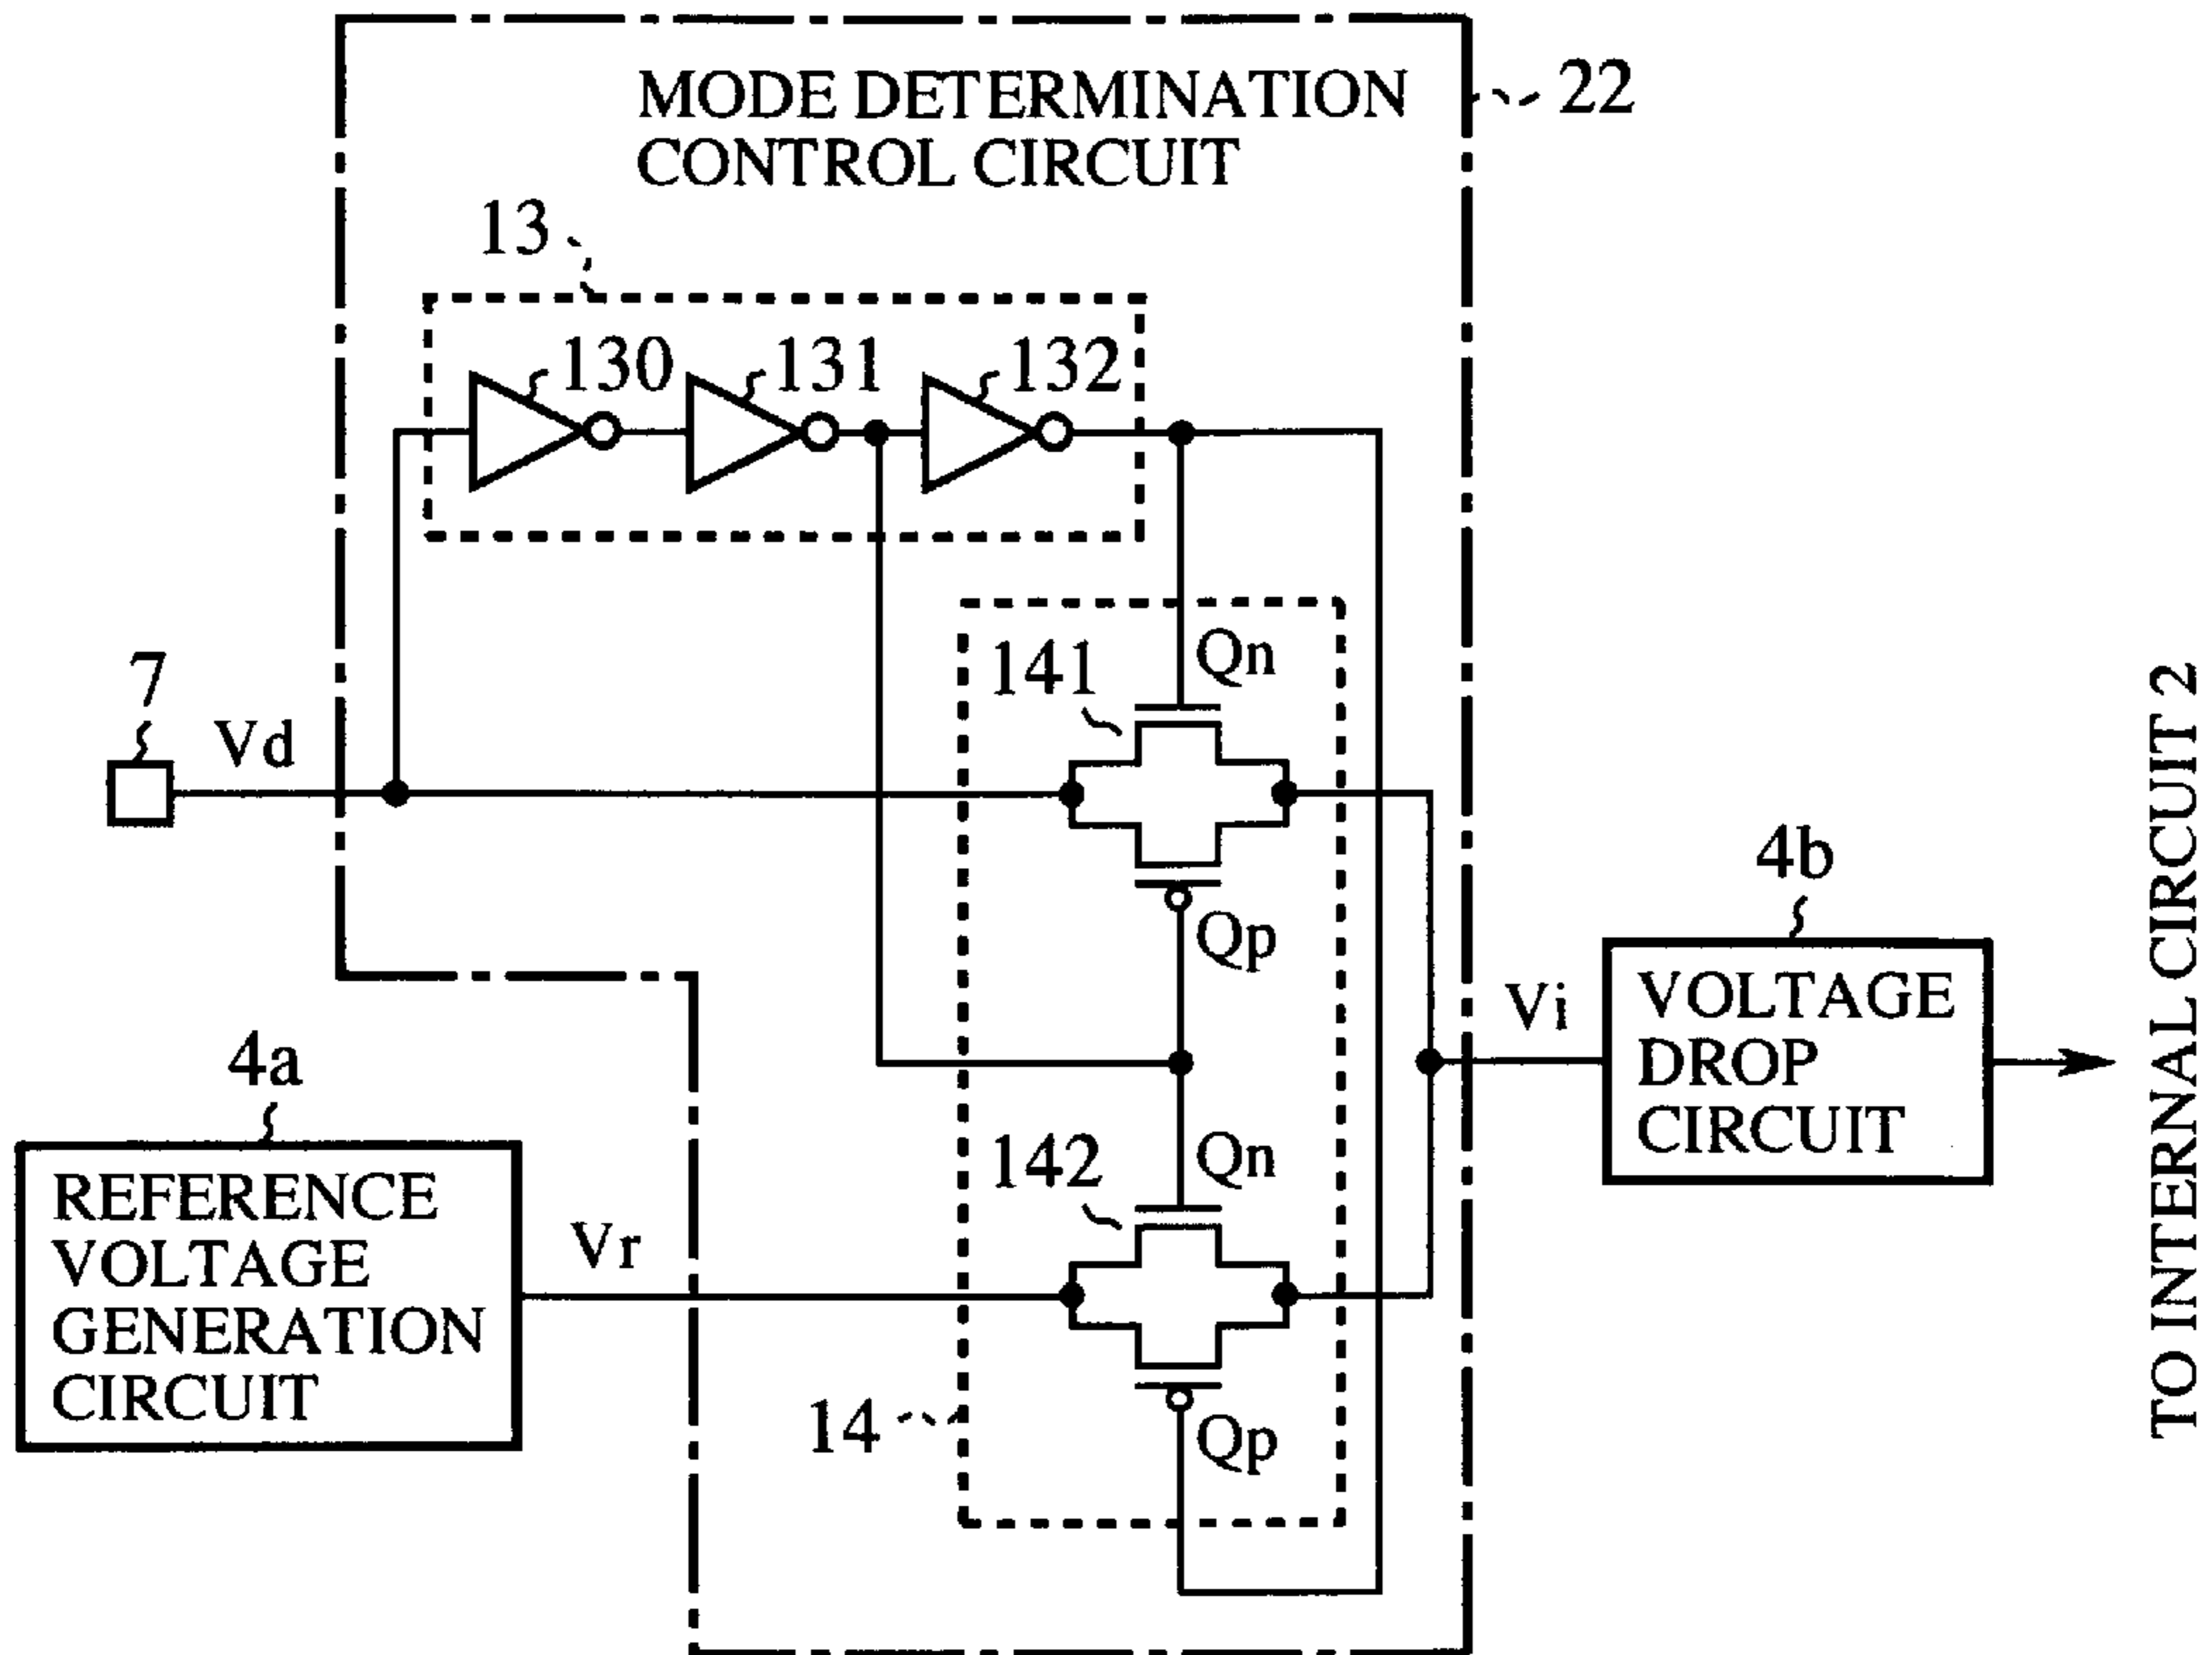 MODE DETERMINATION
CONTROL CIRCUIT
22
13
130
131
132
7
Vd
141
Qn
Qp
4a
REFERENCE
VOLTAGE
GENERATION
CIRCUIT
Vr
142
Qn
Qp
14
Vi
4b
VOLTAGE
DROP
CIRCUIT
TO INTERNAL CIRCUIT 2